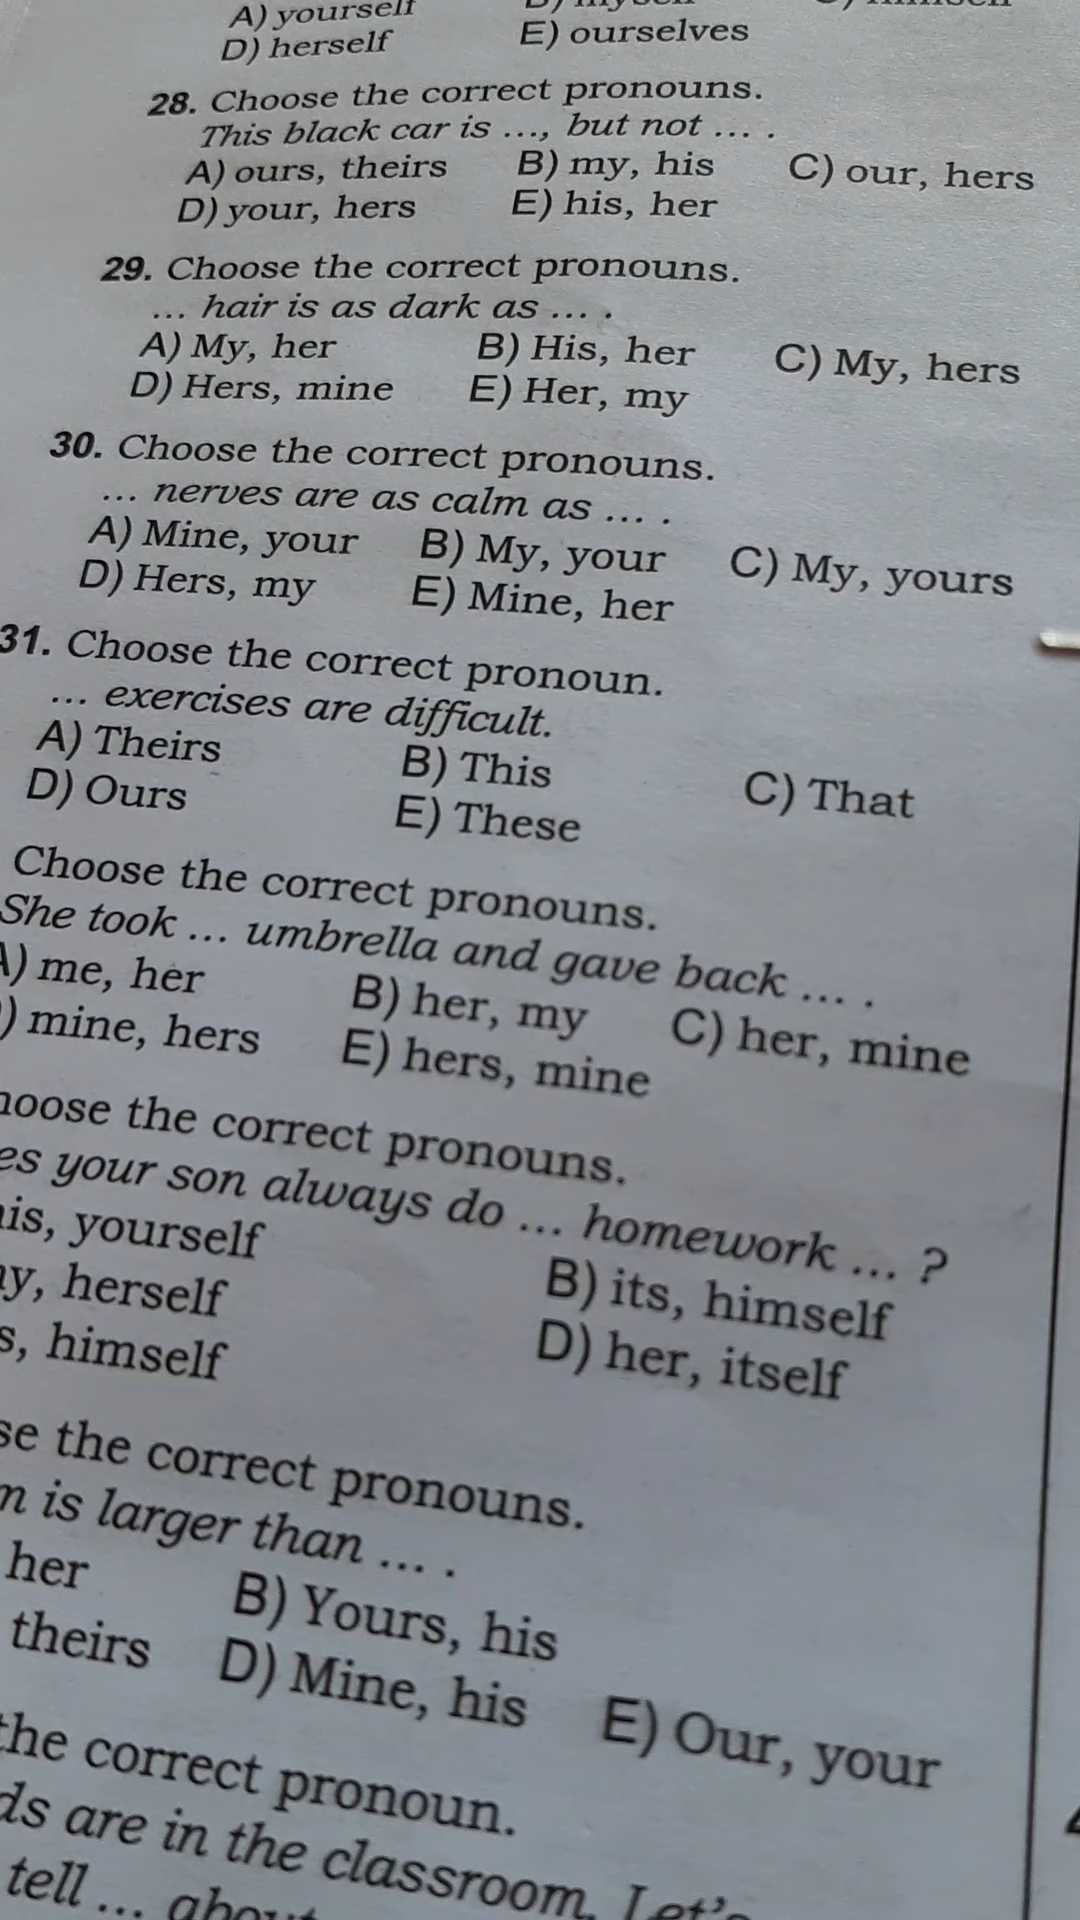 A) yourself
D) herself E) ourselves
28. Choose the correct pronouns.
This black car is ..., but not ... .
A) ours, theirs B) my, his C) our, hers
D) your, hers E) his, her
29. Choose the correct pronouns.
... hair is as dark as ... .
A) My, her B) His, her C) My, hers
D) Hers, mine E) Her, my
30. Choose the correct pronouns.
... nerves are as calm as ... .
A) Mine, your B) My, your C) My, yours
D) Hers, my E) Mine, her
31. Choose the correct pronoun.
... exercises are difficult.
A) Theirs B) This C) That
D) Ours E) These
Choose the correct pronouns.
She took ... umbrella and gave back ... .
A) me, her B) her, my C) her, mine
) mine, hers E) hers, mine
the correct pronouns.
your son always do ... homework ... ?
yourself B) its, himself
herself D) her, itself
himself
the correct pronouns.
is larger than ... .
her B) Yours, his
theirs D) Mine, his E) Our, your
the correct pronoun.
are in the classroom. Let's
tell ... about